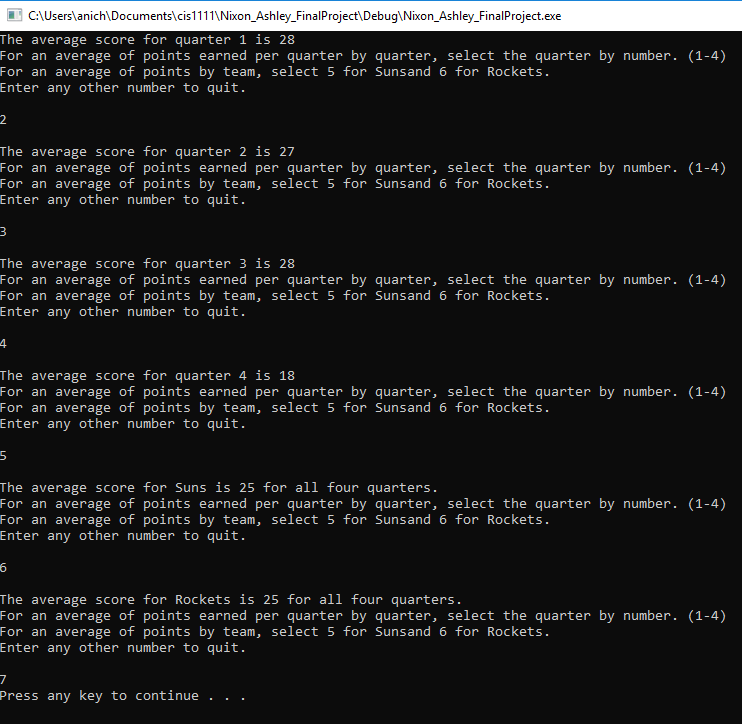 C:\Users\anich\Documents\cis1111\Nixon_Ashley_FinalProject\Debug\Nixon_Ashley_FinalProject.exe
The average score for quarter 1 is 28
For an average of points earned per quarter by quarter, select the quarter by number. (1-4)
For an average of points by team, select 5 for Sunsand 6 for Rockets.
Enter any other number to quit.
2
The average score for quarter 2 is 27
For an average of points earned per quarter by quarter, select the quarter by number. (1-4)
For an average of points by team, select 5 for Sunsand 6 for Rockets.
Enter any other number to quit.
3
The average score for quarter 3 is 28
For an average of points earned per quarter by quarter, select the quarter by number. (1-4)
For an average of points by team, select 5 for Sunsand 6 for Rockets.
Enter any other number to quit.
4
The average score for quarter 4 is 18
For an average of points earned per quarter by quarter, select the quarter by number. (1-4)
For an average of points by team, select 5 for Sunsand 6 for Rockets.
Enter any other number to quit.
5
The average score for Suns is 25 for all four quarters.
For an average of points earned per quarter by quarter, select the quarter by number. (1-4)
For an average of points by team, select 5 for Sunsand 6 for Rockets.
Enter any other number to quit.
6
The average score for Rockets is 25 for all four quarters.
For an average of points earned per quarter by quarter, select the quarter by number. (1-4)
For an average of points by team, select 5 for Sunsand 6 for Rockets.
Enter any other number to quit.
7
Press any key to continue . . .